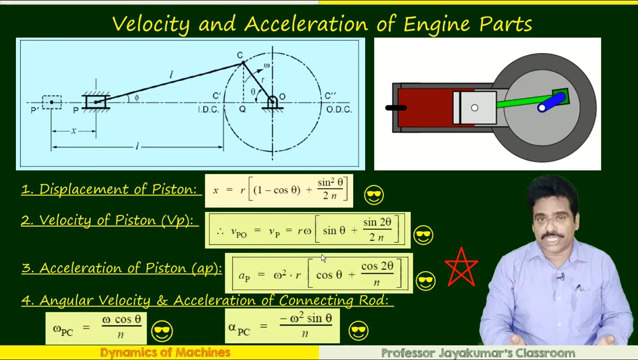 Velocity and Acceleration of Engine Parts
C
l
r
ω
θ
φ
P′
P
C′
I.D.C.
Q
O
C″
O.D.C.
x
l
1. Displacement of Piston: x = r [ (1 – cos θ) + sin² θ / 2 n ]
2. Velocity of Piston (Vp): ∴ vPO = vP = rω [ sin θ + sin 2θ / 2 n ]
3. Acceleration of Piston (ap): aP = ω² · r [ cos θ + cos 2θ / n ]
4. Angular Velocity & Acceleration of Connecting Rod:
ωPC = ω cos θ / n αPC = – ω² sin θ / n
Dynamics of Machines Professor Jayakumar's Classroom